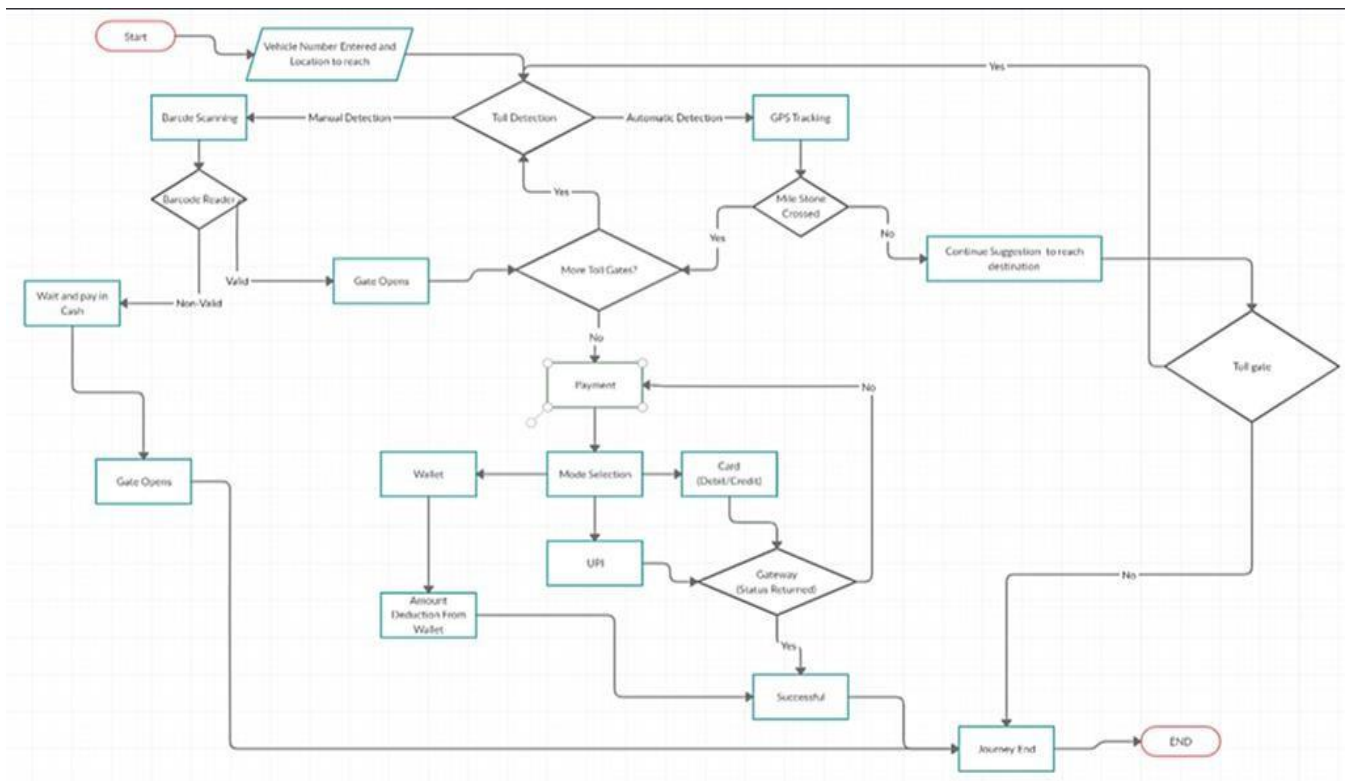 Start
Vehicle Number Entered and
Location to reach
Yes
Barcde Scanning
Manual Detection
Toll Detection
Automatic Detection
GPS Tracking
Barcode Reader
Yes
Mile Stone
Crossed
Yes
No
Continue Suggestion to reach
destination
More Toll Gates?
Gate Opens
Valid
Non-Valid
Wait and pay in
Cash
No
Toll gate
Payment
No
Wallet
Mode Selection
Card
(Debit/Credit)
Gate Opens
UPI
Gateway
(Status Returned)
No
Amount
Deduction From
Wallet
Yes
Successful
Journey End
END